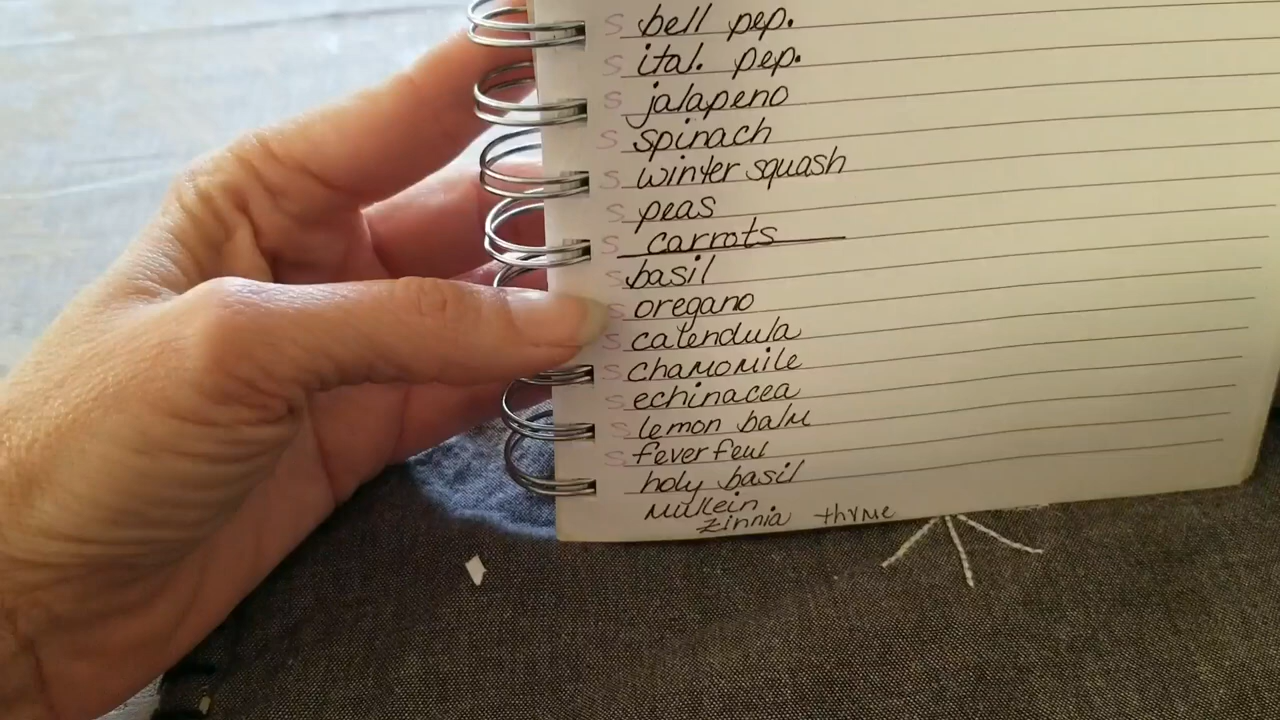 s bell pep.
s ital. pep.
s jalapeno
s spinach
s winter squash
s peas
s carrots
s basil
s oregano
s calendula
s chamomile
s echinacea
s lemon balm
s feverfew
holy basil
mullein
zinnia thyme